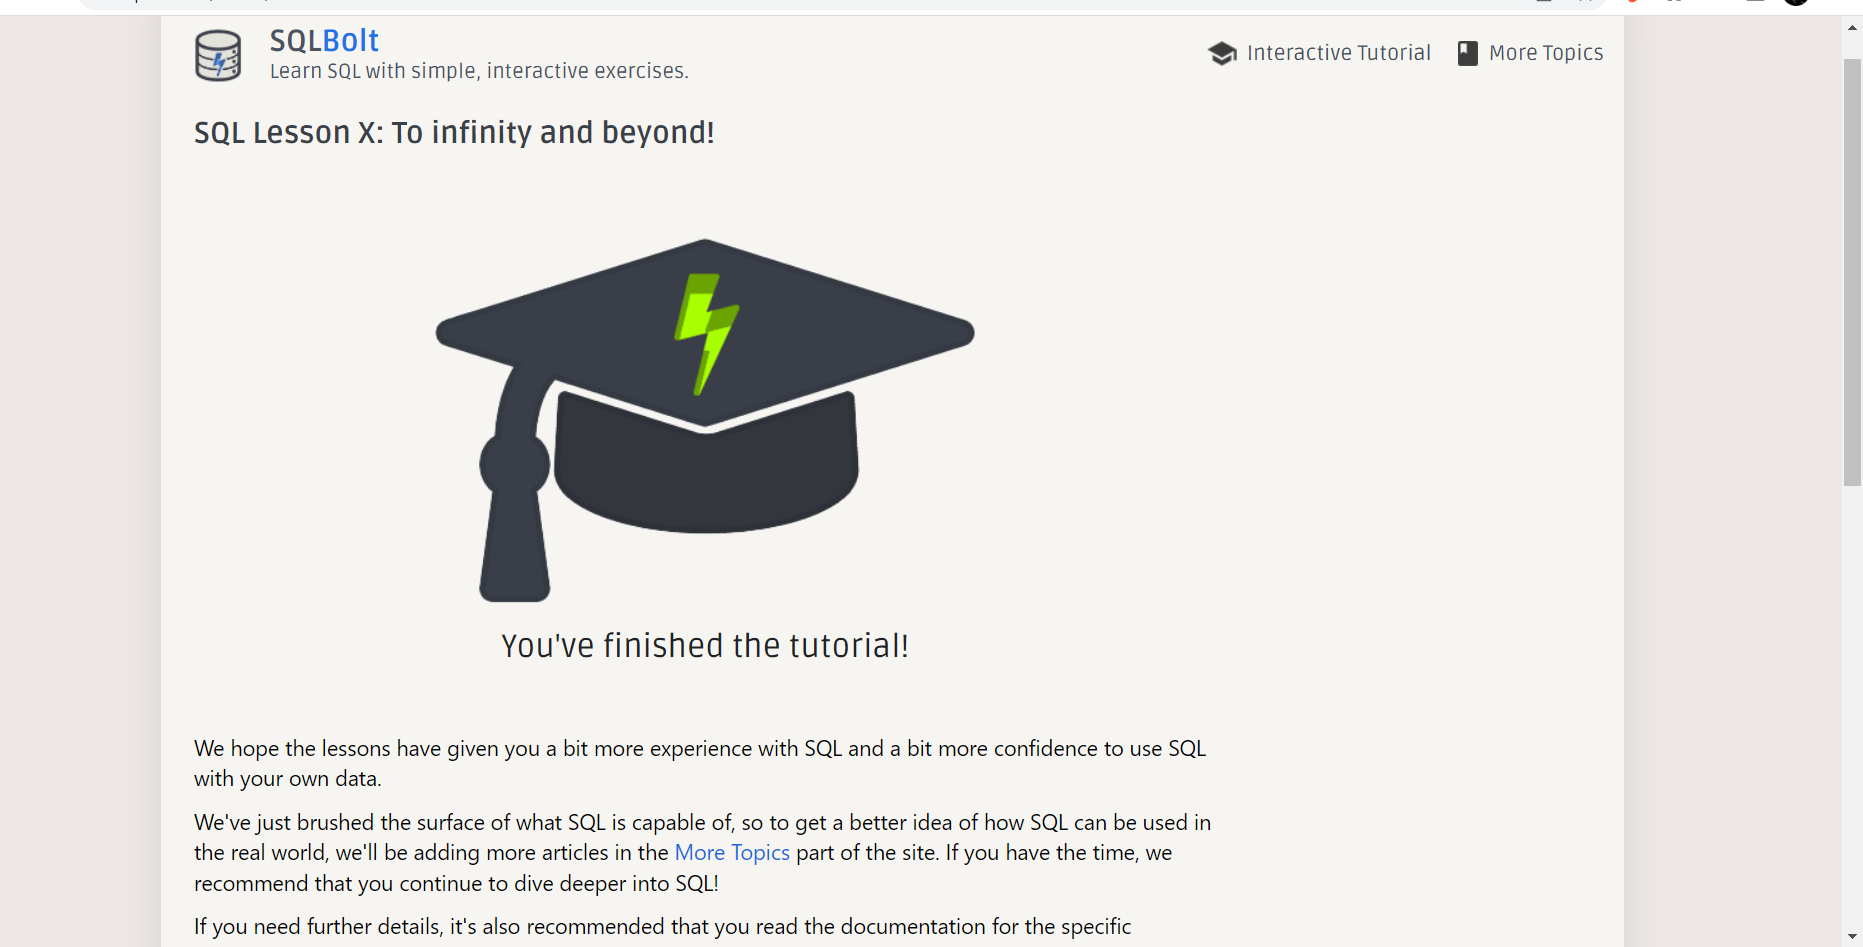 SQLBolt
Learn SQL with simple, interactive exercises.
Interactive Tutorial
More Topics
SQL Lesson X: To infinity and beyond!
You've finished the tutorial!
We hope the lessons have given you a bit more experience with SQL and a bit more confidence to use SQL
with your own data.
We've just brushed the surface of what SQL is capable of, so to get a better idea of how SQL can be used in
the real world, we'll be adding more articles in the More Topics part of the site. If you have the time, we
recommend that you continue to dive deeper into SQL!
If you need further details, it's also recommended that you read the documentation for the specific